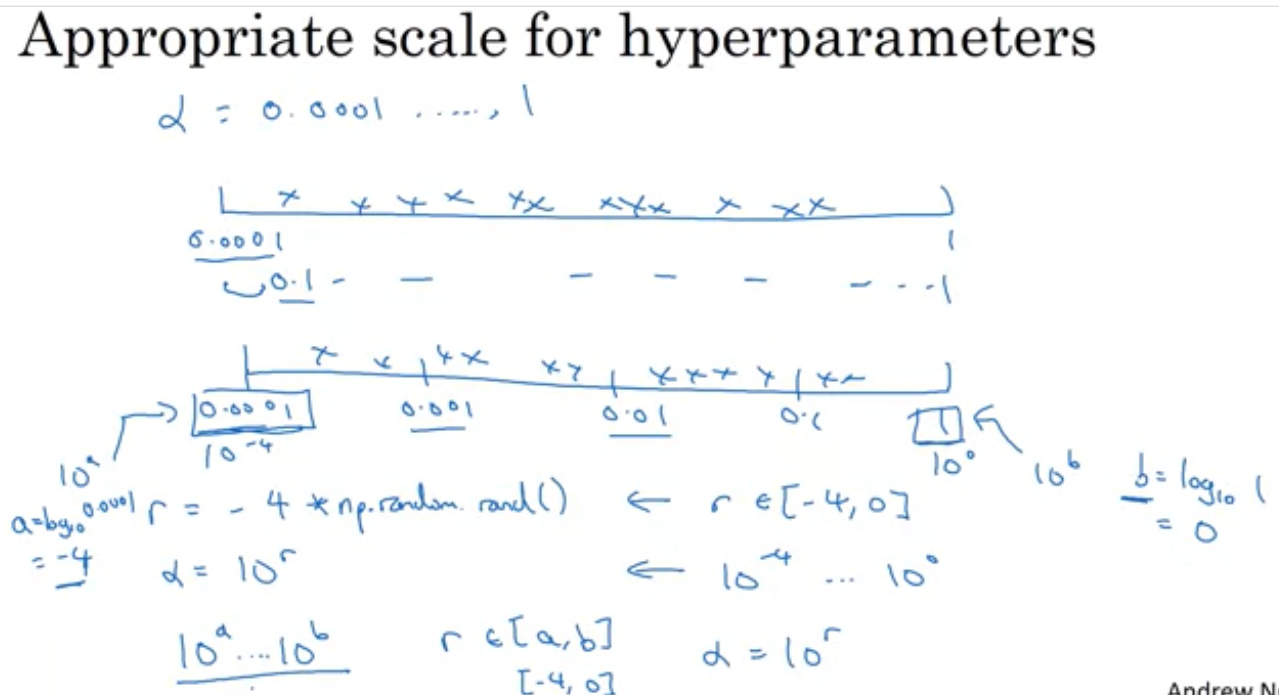 Appropriate scale for hyperparameters
α = 0.0001 ....., 1
0.0001 1
0.1 - - - - - - - - 1
0.0001 0.001 0.01 0.1 1
10^-4 10^0
10^a 10^b b = log₁₀ 1
= 0
a = log₁₀ 0.0001
= -4
r = - 4 * np.random.rand() ← r ∈ [-4, 0]
α = 10^r ← 10^-4 ... 10^0
10^a .... 10^b r ∈ [a, b] α = 10^r
[-4, 0]
Andrew N